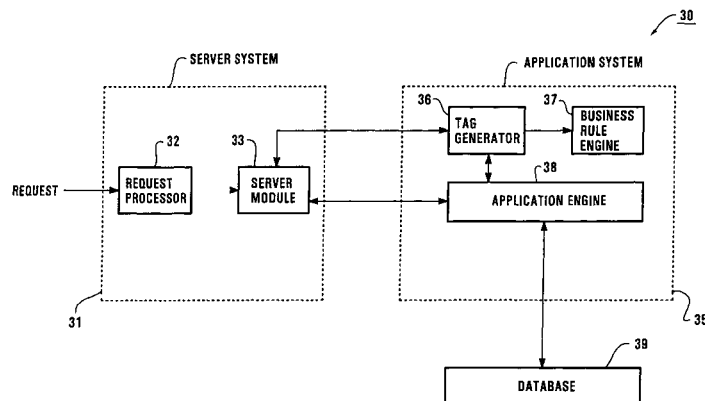 30
SERVER SYSTEM
APPLICATION SYSTEM
36
37
TAG
GENERATOR
BUSINESS
RULE
ENGINE
32
33
38
REQUEST
REQUEST
PROCESSOR
SERVER
MODULE
APPLICATION ENGINE
31
35
39
DATABASE